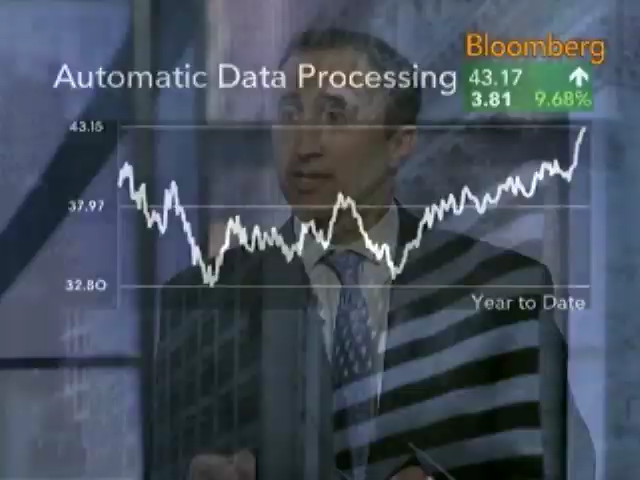 Bloomberg
Automatic Data Processing
43.17
3.81 9.68%
43.15
37.97
32.80
Year to Date